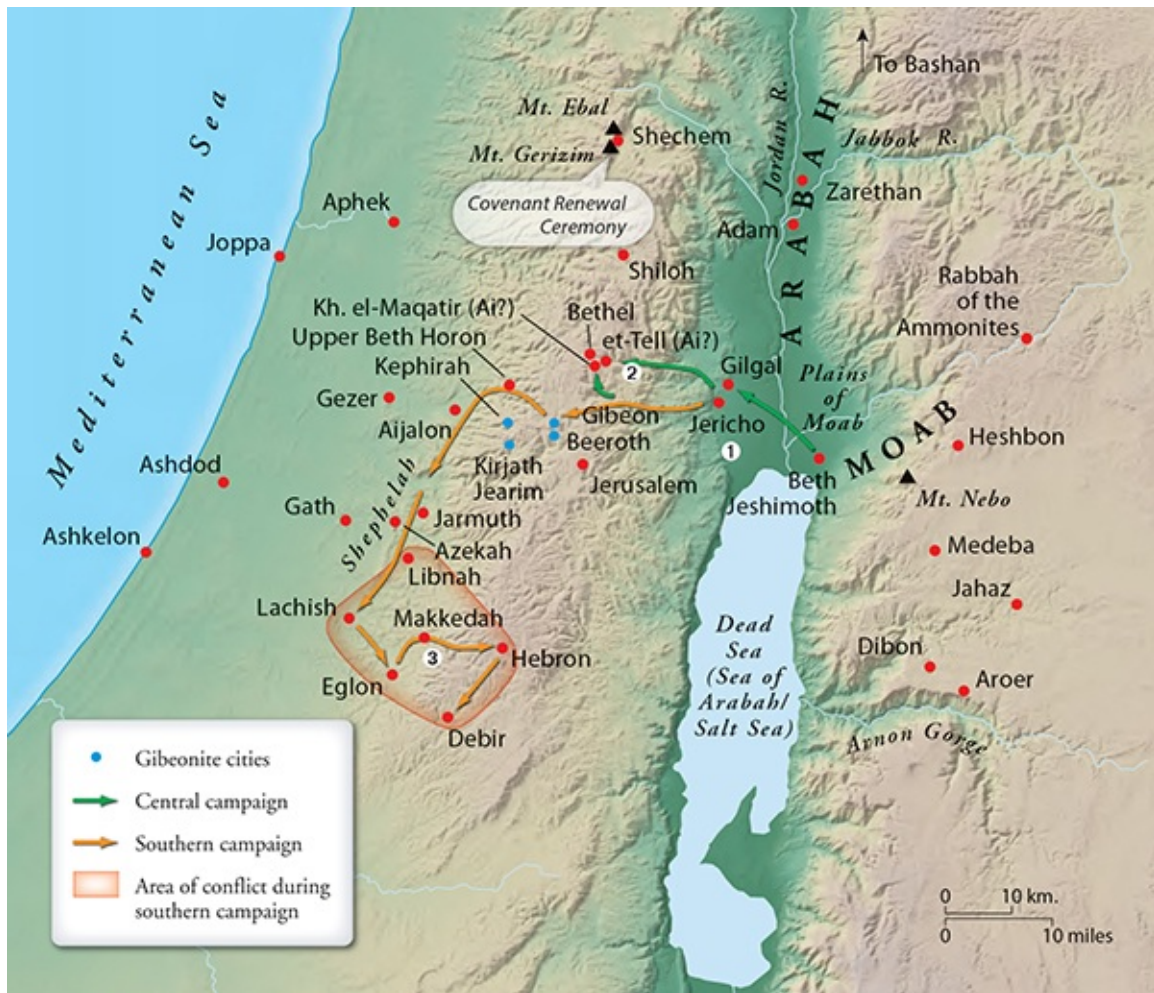 To Bashan
Mt. Ebal
Shechem
Mt. Gerizim
Jordan R.
Jabbok R.
ARABAH
Zarethan
Covenant Renewal
Ceremony
Aphek
Adam
Joppa
Mediterranean Sea
Shiloh
Rabbah
of the
Ammonites
Kh. el-Maqatir (Ai?)
Bethel
Upper Beth Horon
et-Tell (Ai?)
Kephirah
2
Gilgal
Plains
of
Moab
Gezer
Gibeon
Jericho
Aijalon
Beeroth
MOAB
Heshbon
1
Ashdod
Kirjath
Jearim
Jerusalem
Beth
Jeshimoth
Mt. Nebo
Shephelah
Gath
Jarmuth
Ashkelon
Azekah
Medeba
Libnah
Jahaz
Lachish
Makkedah
Dead
Sea
(Sea of
Arabah/
Salt Sea)
3
Hebron
Dibon
Eglon
Aroer
Debir
Arnon Gorge
Gibeonite cities
Central campaign
Southern campaign
Area of conflict during
southern campaign
0 10 km.
0 10 miles